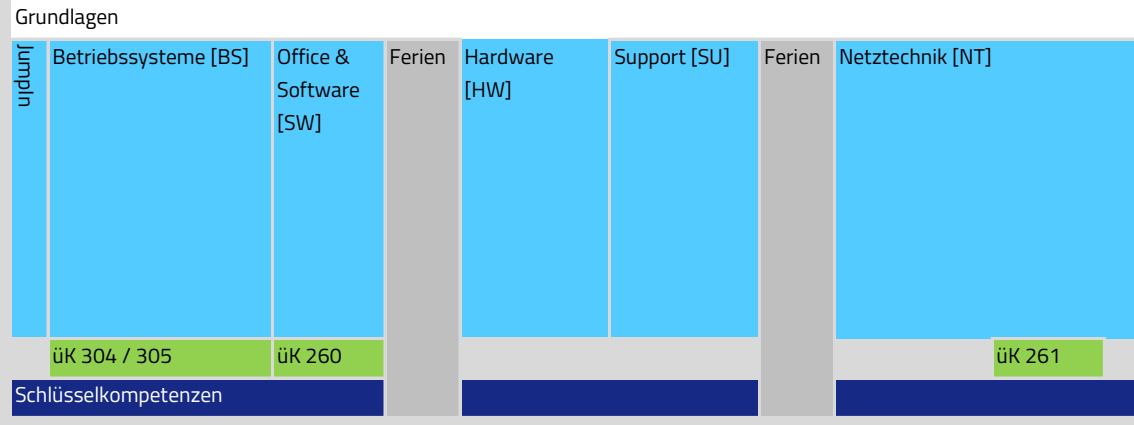 Grundlagen
JumpIn
Betriebssysteme [BS]
Office &
Software
[SW]
Ferien
Hardware
[HW]
Support [SU]
Ferien
Netztechnik [NT]
üK 304 / 305
üK 260
üK 261
Schlüsselkompetenzen